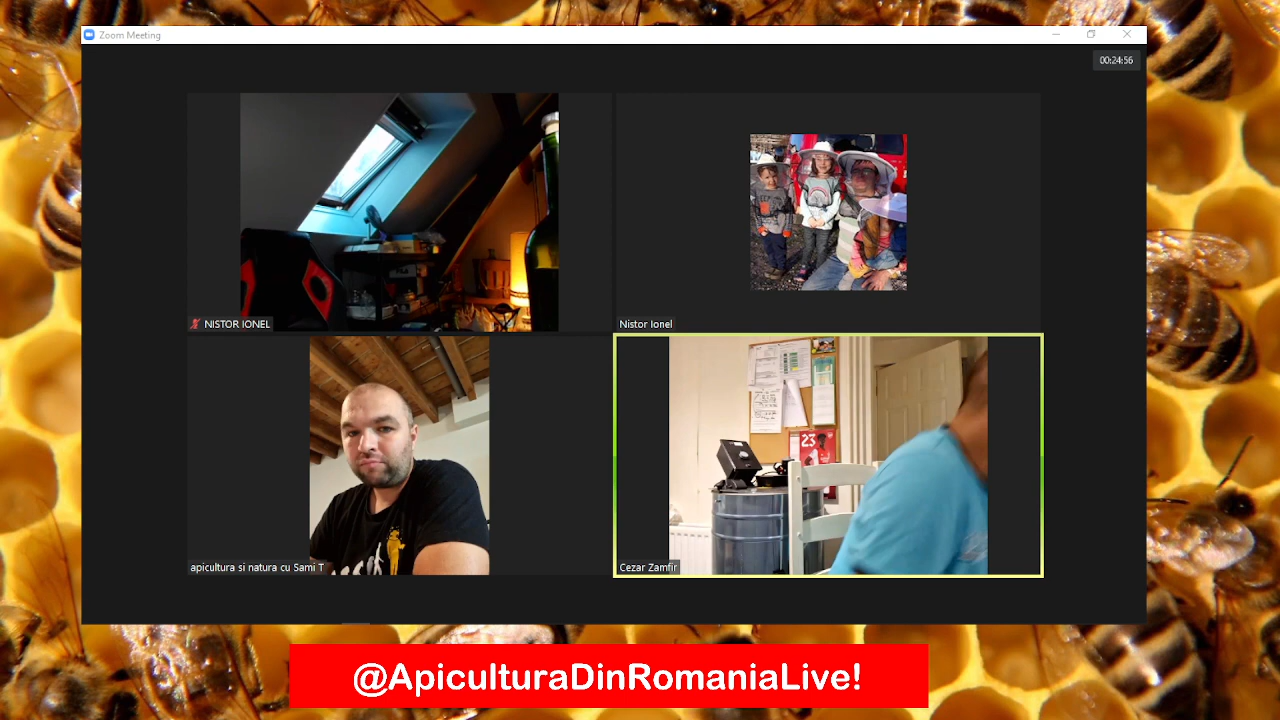 Zoom Meeting
00:24:56
NISTOR IONEL
Nistor Ionel
23
apicultura si natura cu Sami T
Cezar Zamfir
@ApiculturaDinRomaniaLive!